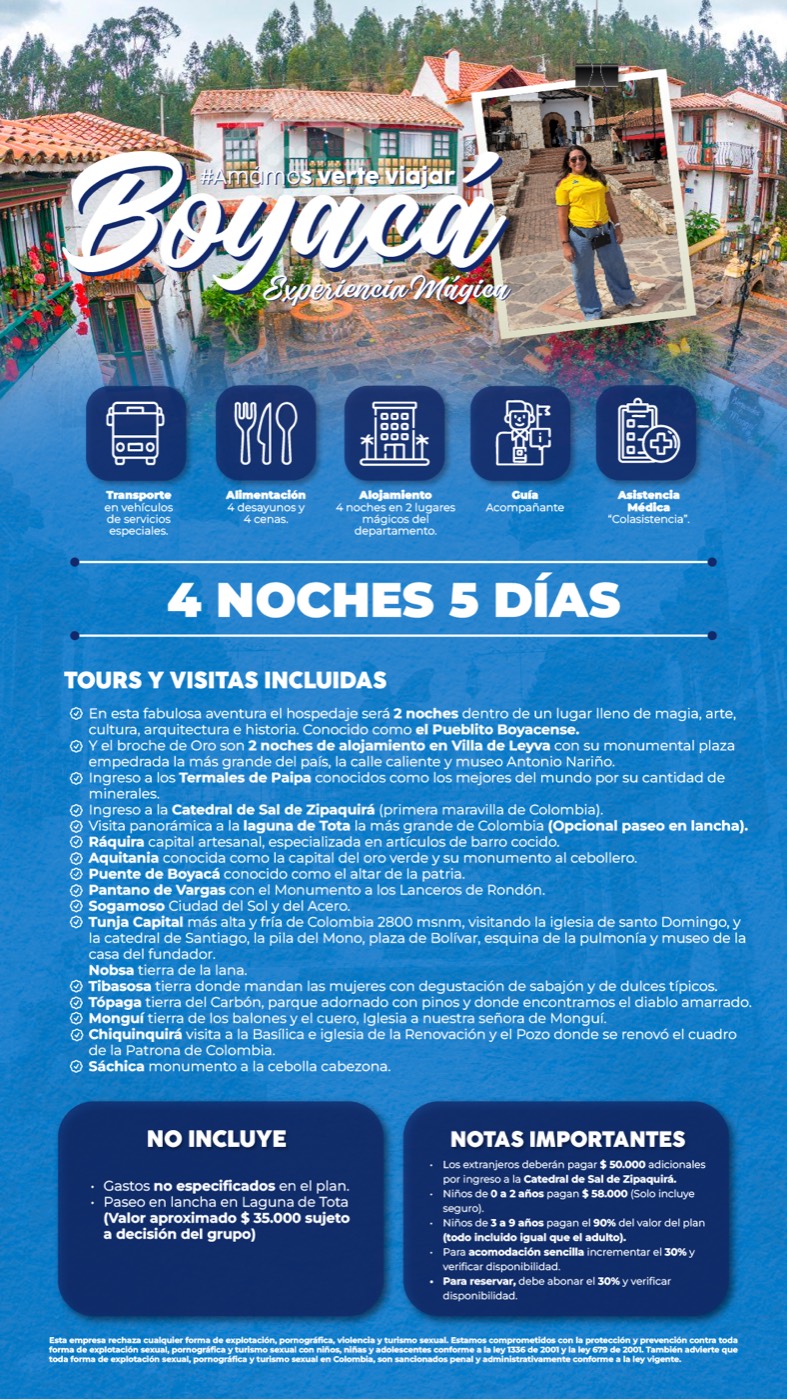 #Amámos verte viajar
Boyacá
Experiencia Mágica
Transporte
en vehículos
de servicios
especiales.
Alimentación
4 desayunos y
4 cenas.
Alojamiento
4 noches en 2 lugares
mágicos del
departamento.
Guía
Acompañante
Asistencia
Médica
“Colasistencia”.
4 NOCHES 5 DÍAS
TOURS Y VISITAS INCLUIDAS
En esta fabulosa aventura el hospedaje será 2 noches dentro de un lugar lleno de magia, arte,
cultura, arquitectura e historia. Conocido como el Pueblito Boyacense.
Y el broche de Oro son 2 noches de alojamiento en Villa de Leyva con su monumental plaza
empedrada la más grande del país, la calle caliente y museo Antonio Nariño.
Ingreso a los Termales de Paipa conocidos como los mejores del mundo por su cantidad de
minerales.
Ingreso a la Catedral de Sal de Zipaquirá (primera maravilla de Colombia).
Visita panorámica a la laguna de Tota la más grande de Colombia (Opcional paseo en lancha).
Ráquira capital artesanal, especializada en artículos de barro cocido.
Aquitania conocida como la capital del oro verde y su monumento al cebollero.
Puente de Boyacá conocido como el altar de la patria.
Pantano de Vargas con el Monumento a los Lanceros de Rondón.
Sogamoso Ciudad del Sol y del Acero.
Tunja Capital más alta y fría de Colombia 2800 msnm, visitando la iglesia de santo Domingo, y
la catedral de Santiago, la pila del Mono, plaza de Bolívar, esquina de la pulmonía y museo de la
casa del fundador.
Nobsa tierra de la lana.
Tibasosa tierra donde mandan las mujeres con degustación de sabajón y de dulces típicos.
Tópaga tierra del Carbón, parque adornado con pinos y donde encontramos el diablo amarrado.
Monguí tierra de los balones y el cuero, Iglesia a nuestra señora de Monguí.
Chiquinquirá visita a la Basílica e iglesia de la Renovación y el Pozo donde se renovó el cuadro
de la Patrona de Colombia.
Sáchica monumento a la cebolla cabezona.
NO INCLUYE
· Gastos no especificados en el plan.
· Paseo en lancha en Laguna de Tota
(Valor aproximado $ 35.000 sujeto
a decisión del grupo)
NOTAS IMPORTANTES
· Los extranjeros deberán pagar $ 50.000 adicionales
por ingreso a la Catedral de Sal de Zipaquirá.
· Niños de 0 a 2 años pagan $ 58.000 (Solo incluye
seguro).
· Niños de 3 a 9 años pagan el 90% del valor del plan
(todo incluido igual que el adulto).
· Para acomodación sencilla incrementar el 30% y
verificar disponibilidad.
· Para reservar, debe abonar el 30% y verificar
disponibilidad.
Esta empresa rechaza cualquier forma de explotación, pornográfica, violencia y turismo sexual. Estamos comprometidos con la protección y prevención contra toda
forma de explotación sexual, pornográfica y turismo sexual con niños, niñas y adolescentes conforme a la ley 1336 de 2001 y la ley 679 de 2001. También advierte que
toda forma de explotación sexual, pornográfica y turismo sexual en Colombia, son sancionados penal y administrativamente conforme a la ley vigente.